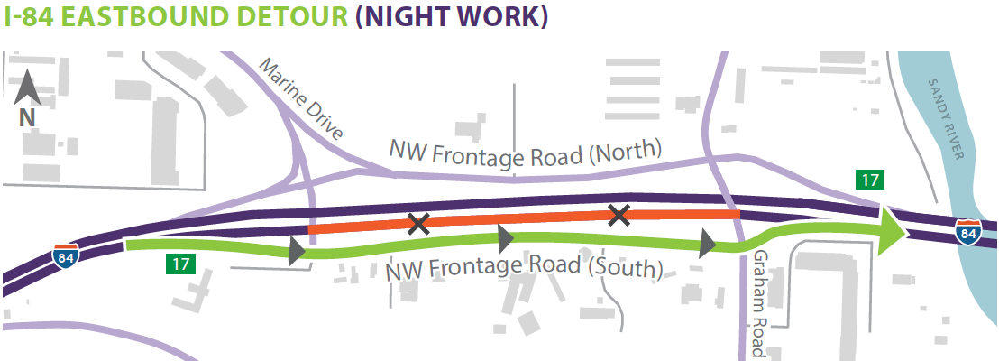 I-84 EASTBOUND DETOUR (NIGHT WORK)
N
Marine Drive
NW Frontage Road (North)
SANDY RIVER
17
84
84
17
NW Frontage Road (South)
Graham Road